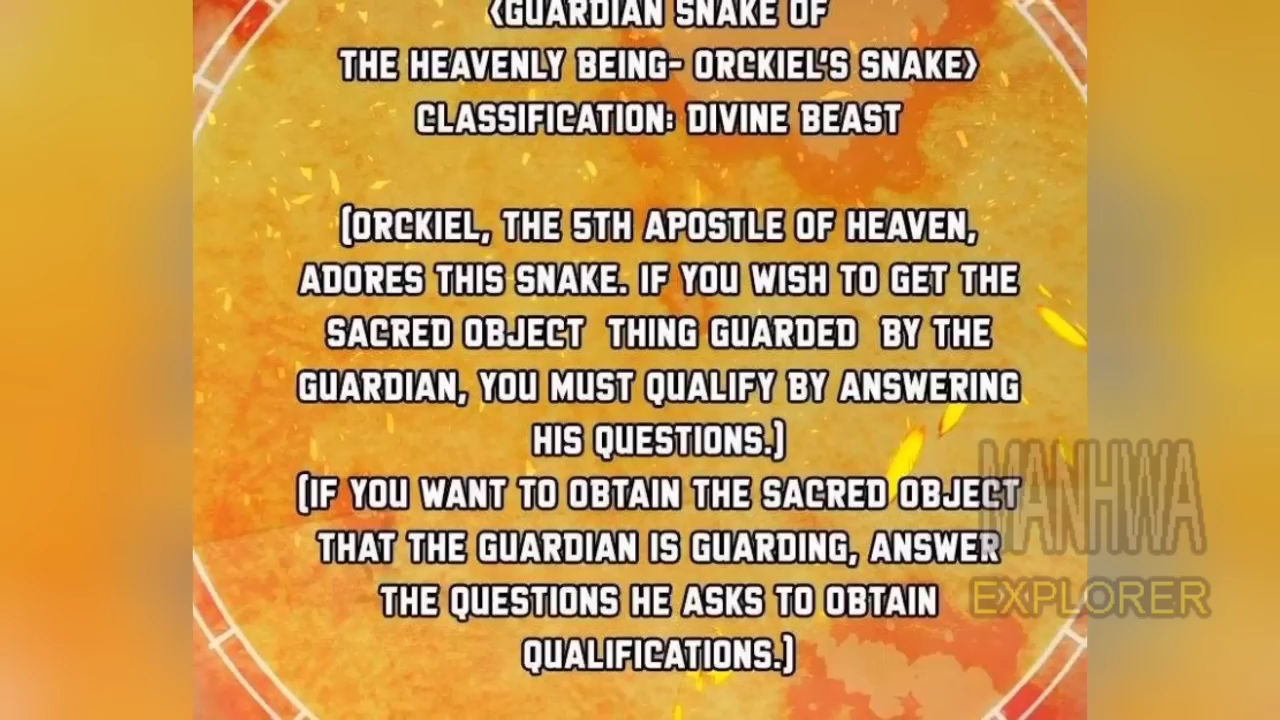 <GUARDIAN SNAKE OF
THE HEAVENLY BEING- ORCKIEL'S SNAKE>
CLASSIFICATION: DIVINE BEAST
(ORCKIEL, THE 5TH APOSTLE OF HEAVEN,
ADORES THIS SNAKE. IF YOU WISH TO GET THE
SACRED OBJECT THING GUARDED BY THE
GUARDIAN, YOU MUST QUALIFY BY ANSWERING
HIS QUESTIONS.)
(IF YOU WANT TO OBTAIN THE SACRED OBJECT
THAT THE GUARDIAN IS GUARDING, ANSWER
THE QUESTIONS HE ASKS TO OBTAIN
QUALIFICATIONS.)
MANHWA
EXPLORER